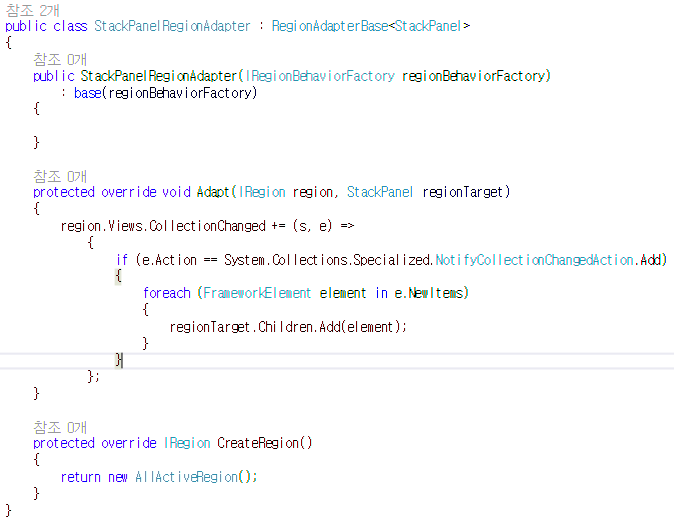 참조 2개
public class StackPanelRegionAdapter : RegionAdapterBase<StackPanel>
{
참조 0개
public StackPanelRegionAdapter(IRegionBehaviorFactory regionBehaviorFactory)
: base(regionBehaviorFactory)
{
}
참조 0개
protected override void Adapt(IRegion region, StackPanel regionTarget)
{
region.Views.CollectionChanged += (s, e) =>
{
if (e.Action == System.Collections.Specialized.NotifyCollectionChangedAction.Add)
{
foreach (FrameworkElement element in e.NewItems)
{
regionTarget.Children.Add(element);
}
}
};
}
참조 0개
protected override IRegion CreateRegion()
{
return new AllActiveRegion();
}
}